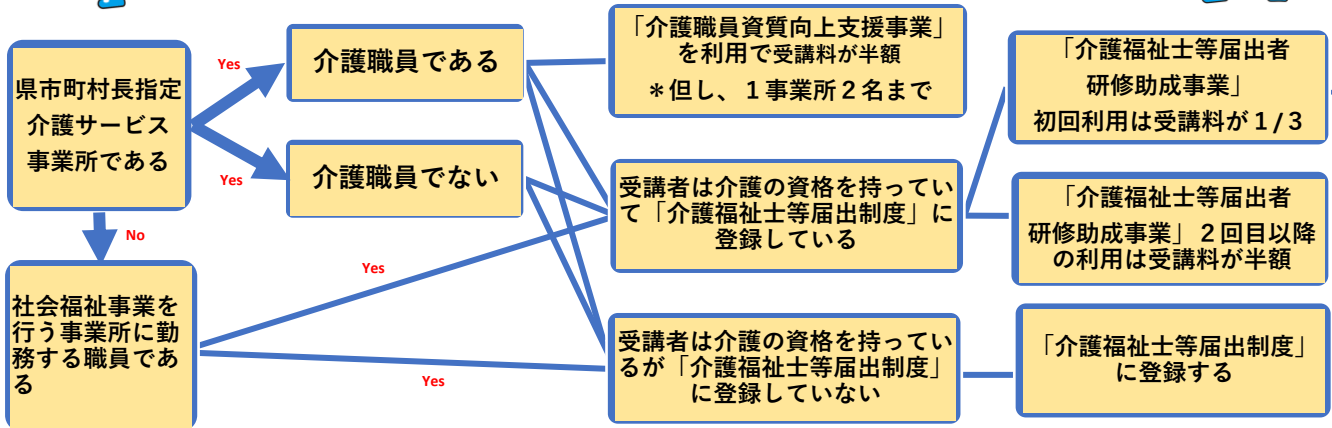 県市町村長指定
介護サービス
事業所である
Yes
Yes
No
介護職員である
介護職員でない
社会福祉事業を
行う事業所に勤
務する職員であ
る
Yes
Yes
「介護職員資質向上支援事業」
を利用で受講料が半額
＊但し、１事業所２名まで
受講者は介護の資格を持ってい
て「介護福祉士等届出制度」に
登録している
受講者は介護の資格を持ってい
るが「介護福祉士等届出制度」
に登録していない
「介護福祉士等届出者
研修助成事業」
初回利用は受講料が１/３
「介護福祉士等届出者
研修助成事業」２回目以降
の利用は受講料が半額
「介護福祉士等届出制度」
に登録する